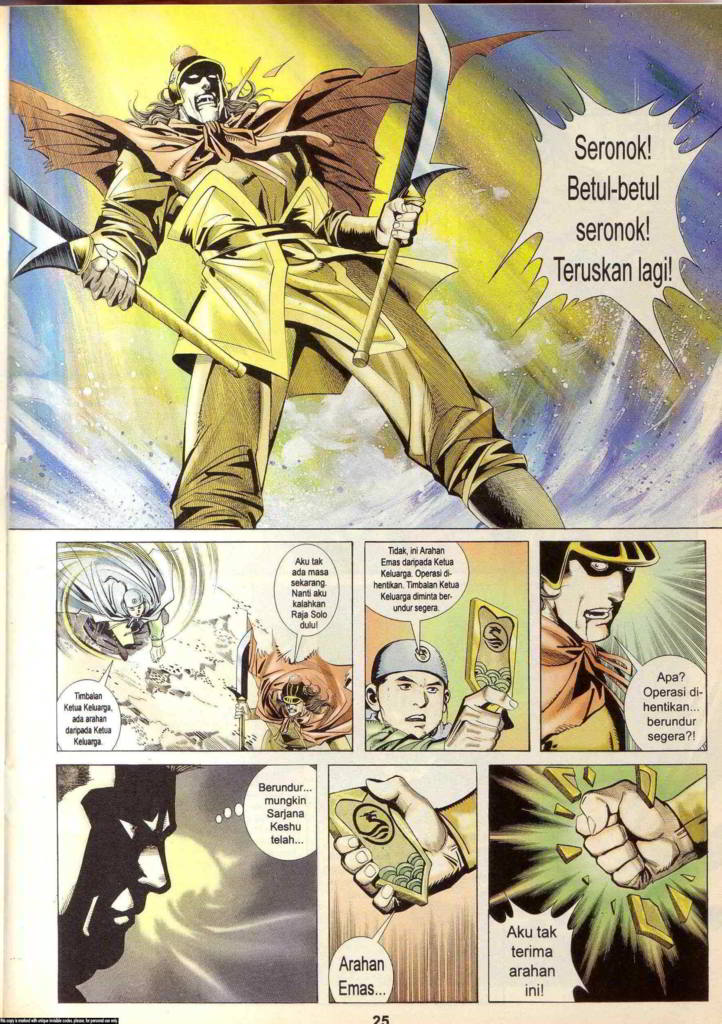 Seronok!
Betul-betul
seronok!
Teruskan lagi!
Timbalan
Ketua Keluarga,
ada arahan
daripada Ketua
Keluarga.
Aku tak
ada masa
sekarang.
Nanti aku
kalahkan
Raja Solo
dulu!
Tidak, ini Arahan
Emas daripada Ketua
Keluarga. Operasi di-
hentikan. Timbalan Ketua
Keluarga diminta ber-
undur segera.
Apa?
Operasi di-
hentikan...
berundur
segera?!
Berundur...
mungkin
Sarjana
Keshu
telah...
Arahan
Emas...
Aku tak
terima
arahan
ini!
25